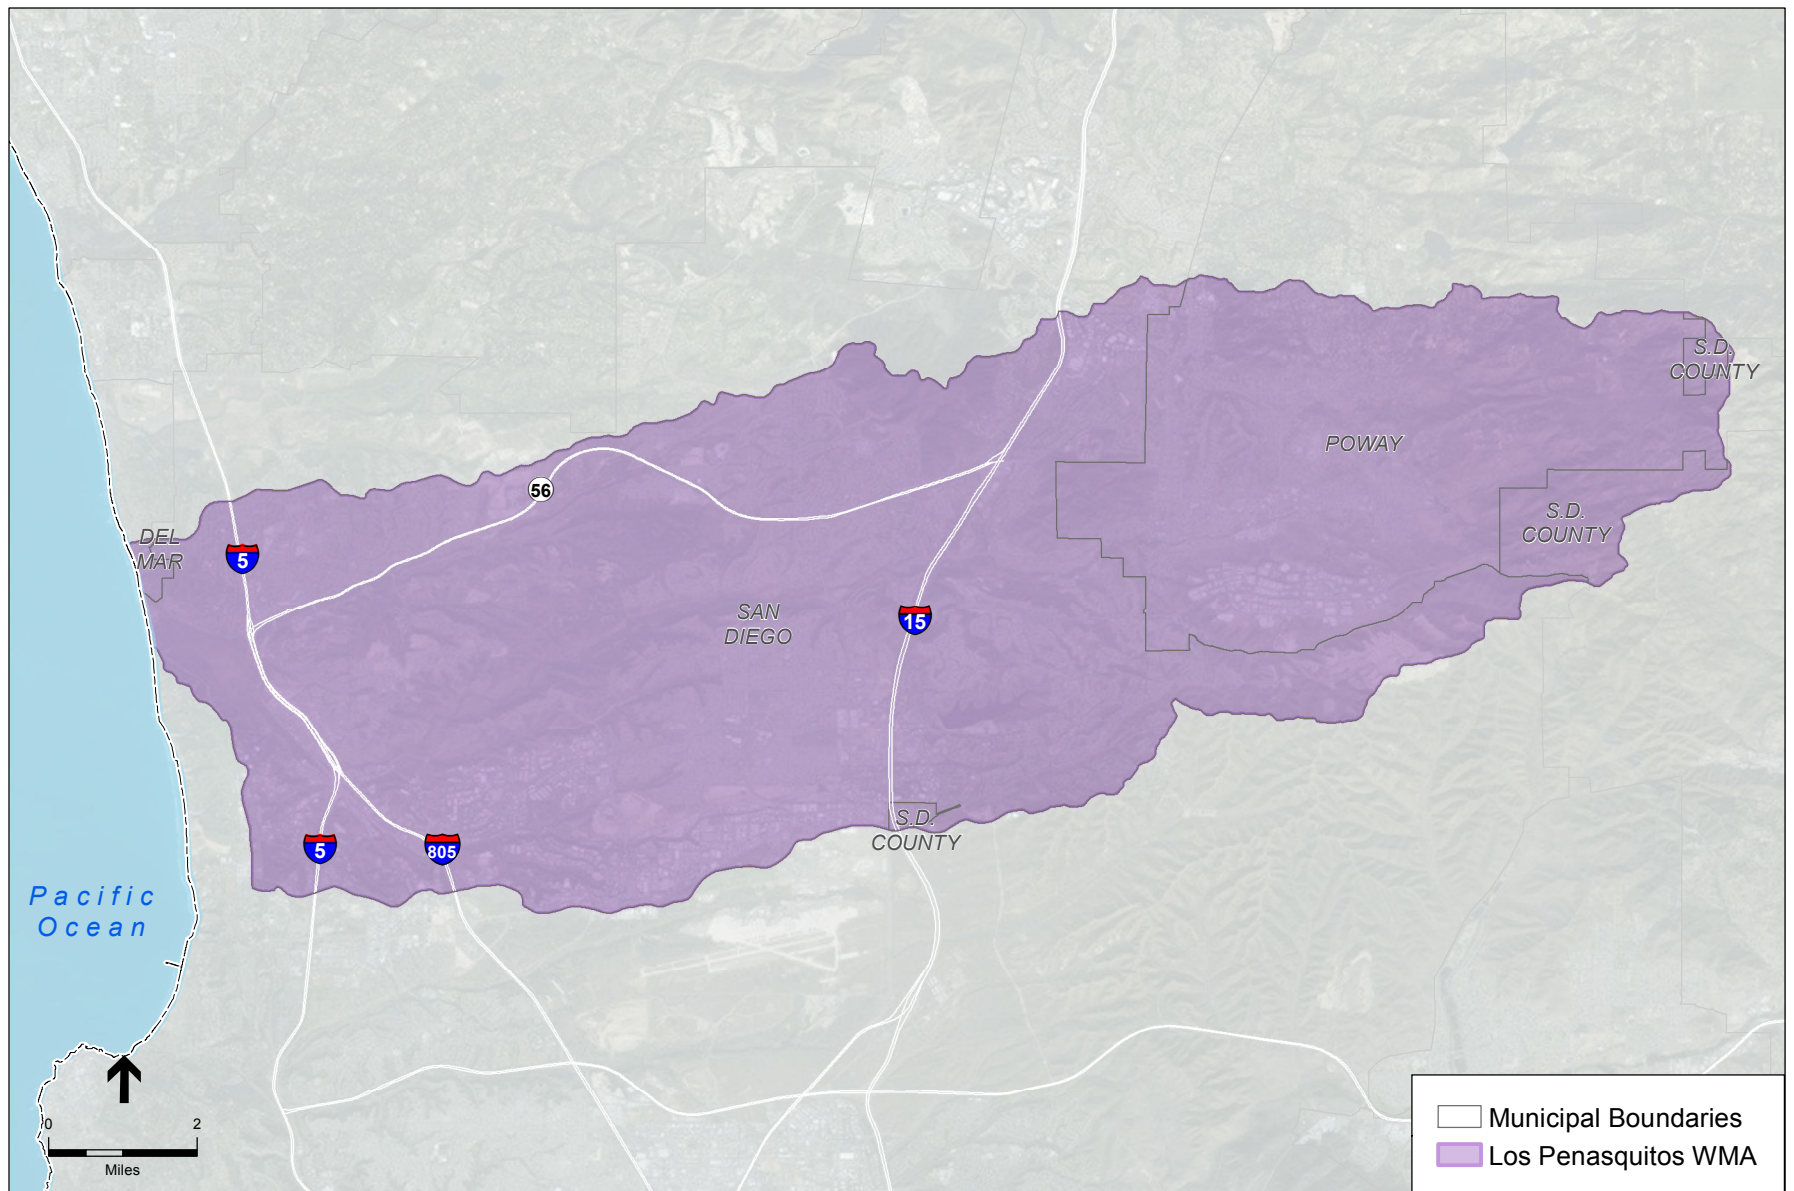 S.D.
COUNTY
POWAY
56
S.D.
COUNTY
DEL
MAR
5
SAN
DIEGO
15
S.D.
COUNTY
5
805
Pacific
Ocean
0 2
Miles
Municipal Boundaries
Los Penasquitos WMA